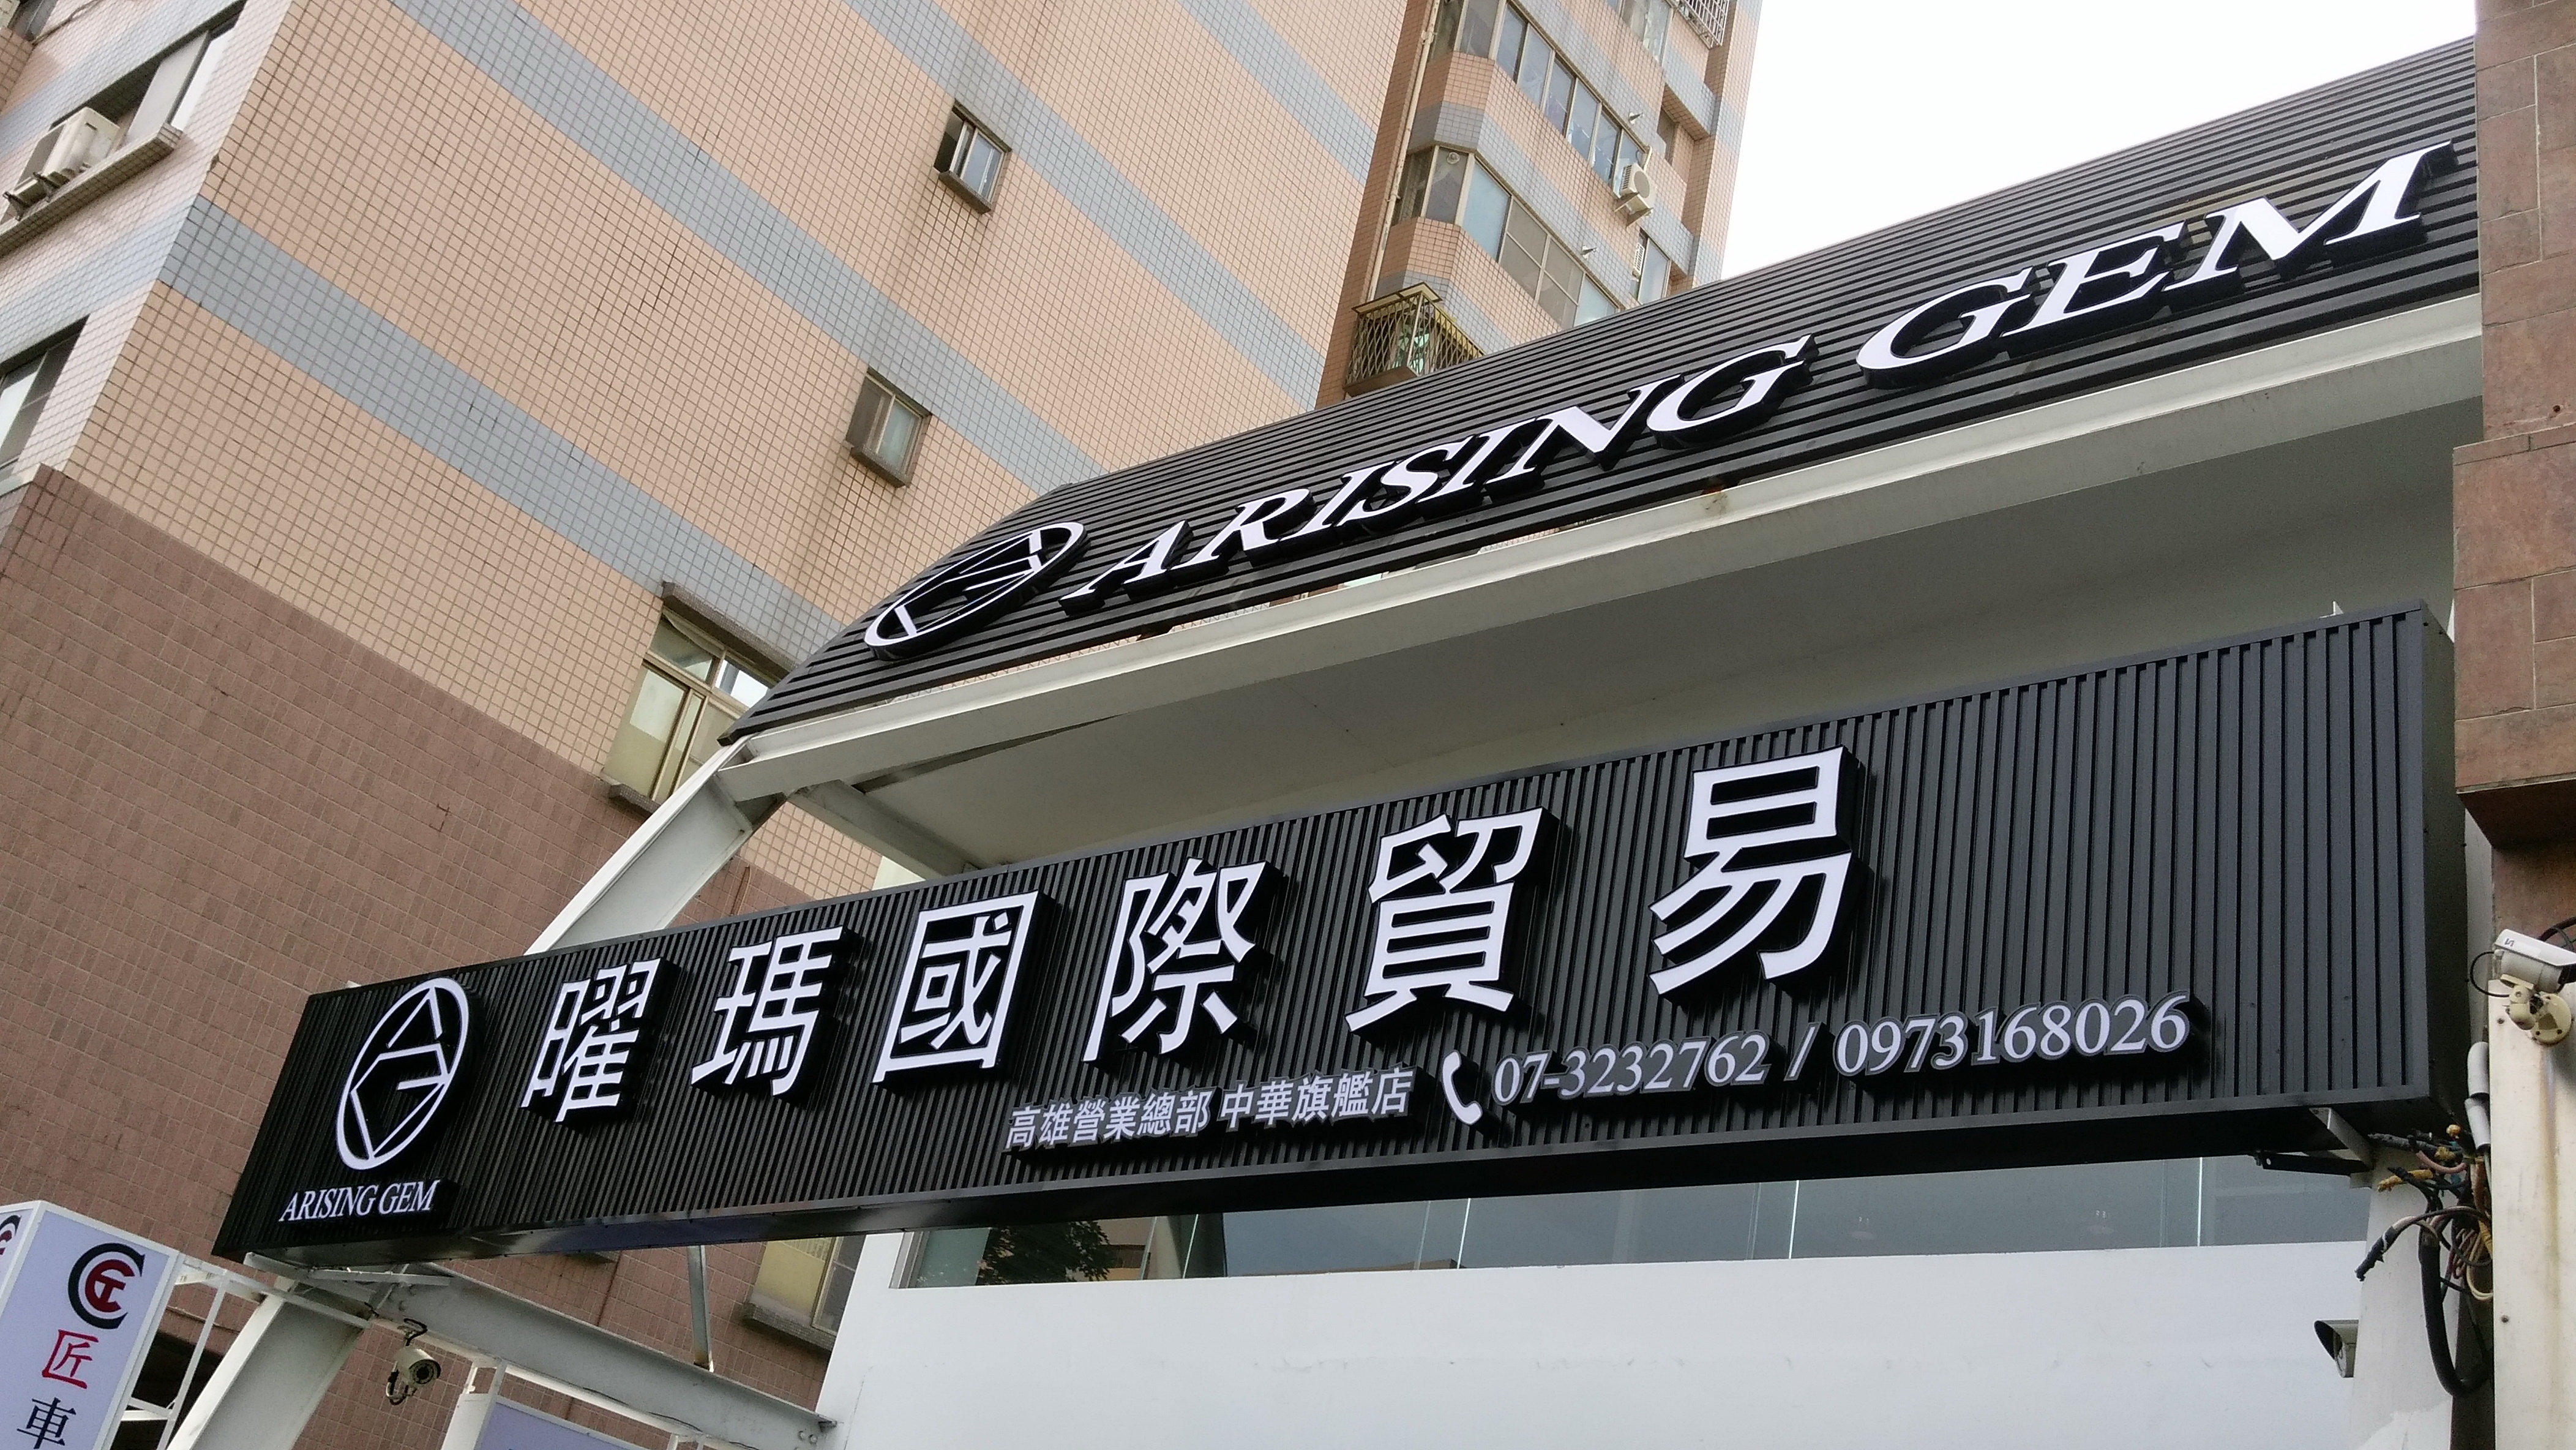 ARISING GEM
曜瑪國際貿易
高雄營業總部 中華旗艦店 07-3232762 / 0973168026
ARISING GEM
匠
車